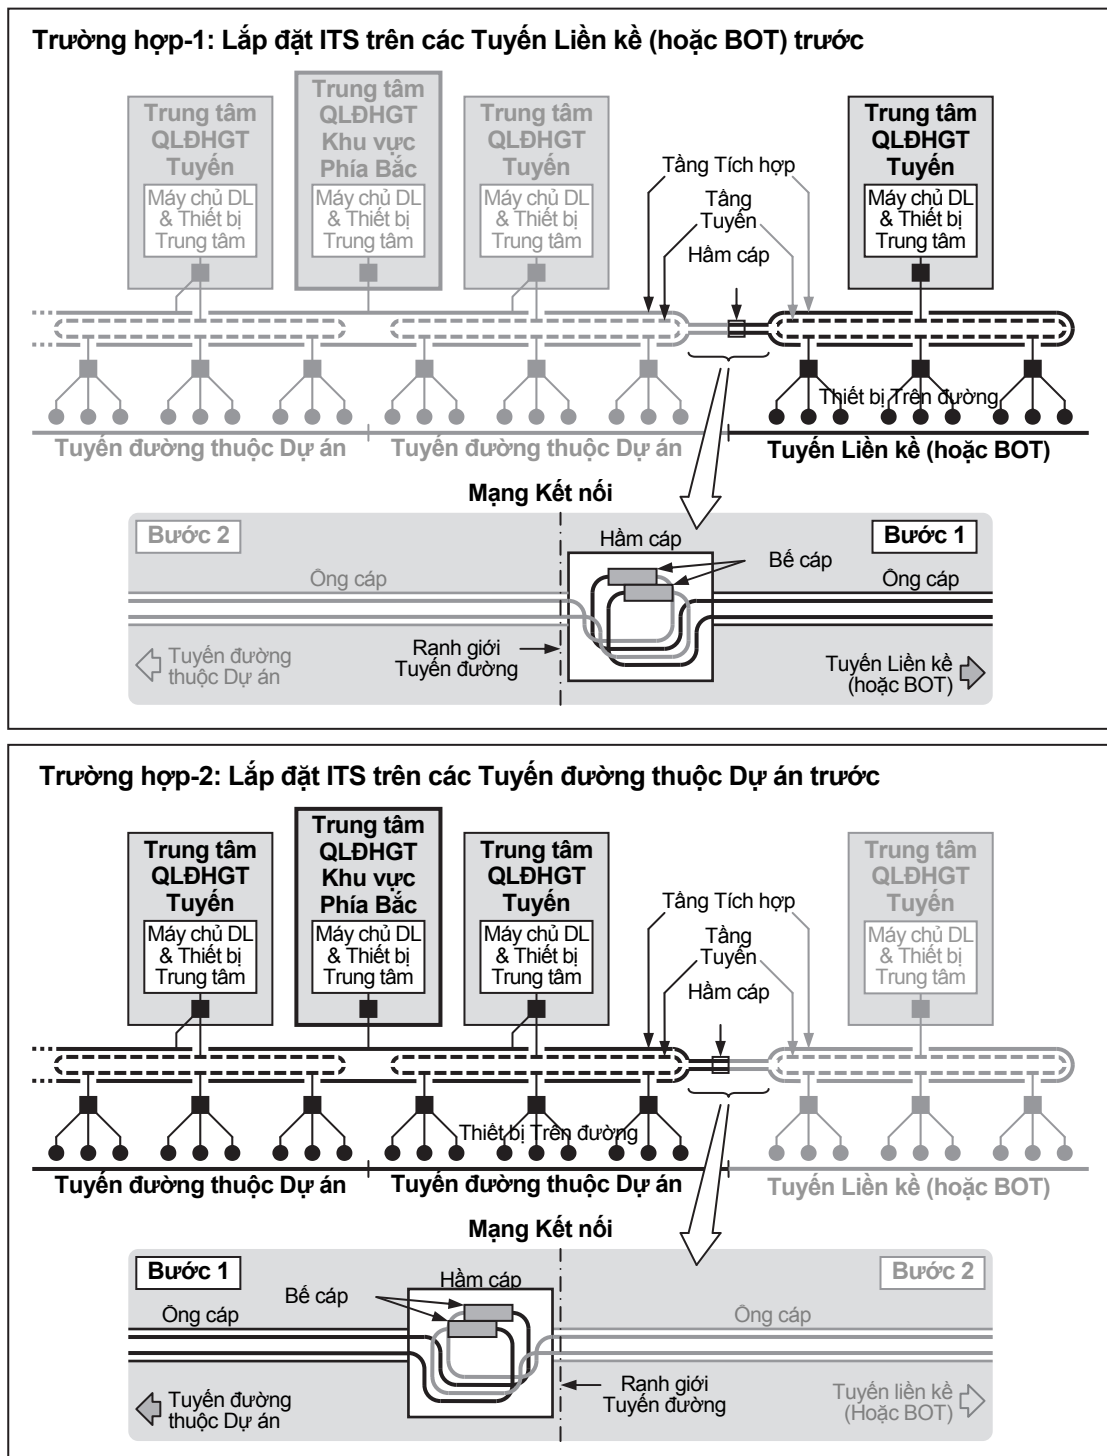 Trường hợp-1: Lắp đặt ITS trên các Tuyến Liền kề (hoặc BOT) trước
Trung tâm
QLĐHGT
Tuyến
Máy chủ DL
& Thiết bị
Trung tâm
Trung tâm
QLĐHGT
Khu vực
Phía Bắc
Máy chủ DL
& Thiết bị
Trung tâm
Trung tâm
QLĐHGT
Tuyến
Máy chủ DL
& Thiết bị
Trung tâm
Tầng Tích hợp
Tầng
Tuyến
Hầm cáp
Trung tâm
QLĐHGT
Tuyến
Máy chủ DL
& Thiết bị
Trung tâm
Thiết bị Trên đường
Tuyến đường thuộc Dự án
Tuyến đường thuộc Dự án
Tuyến Liền kề (hoặc BOT)
Mạng Kết nối
Bước 2
Hầm cáp
Bước 1
Bế cáp
Ông cáp
Ông cáp
Ranh giới
Tuyến đường
Tuyến đường
thuộc Dự án
Tuyến Liền kề
(hoặc BOT)
Trường hợp-2: Lắp đặt ITS trên các Tuyến đường thuộc Dự án trước
Trung tâm
QLĐHGT
Tuyến
Máy chủ DL
& Thiết bị
Trung tâm
Trung tâm
QLĐHGT
Khu vực
Phía Bắc
Máy chủ DL
& Thiết bị
Trung tâm
Trung tâm
QLĐHGT
Tuyến
Máy chủ DL
& Thiết bị
Trung tâm
Tầng Tích hợp
Tầng
Tuyến
Hầm cáp
Trung tâm
QLĐHGT
Tuyến
Máy chủ DL
& Thiết bị
Trung tâm
Thiết bị Trên đường
Tuyến đường thuộc Dự án
Tuyến đường thuộc Dự án
Tuyến Liền kề (hoặc BOT)
Mạng Kết nối
Bước 1
Hầm cáp
Bước 2
Bế cáp
Ông cáp
Ông cáp
Ranh giới
Tuyến đường
Tuyến đường
thuộc Dự án
Tuyến liền kề
(Hoặc BOT)